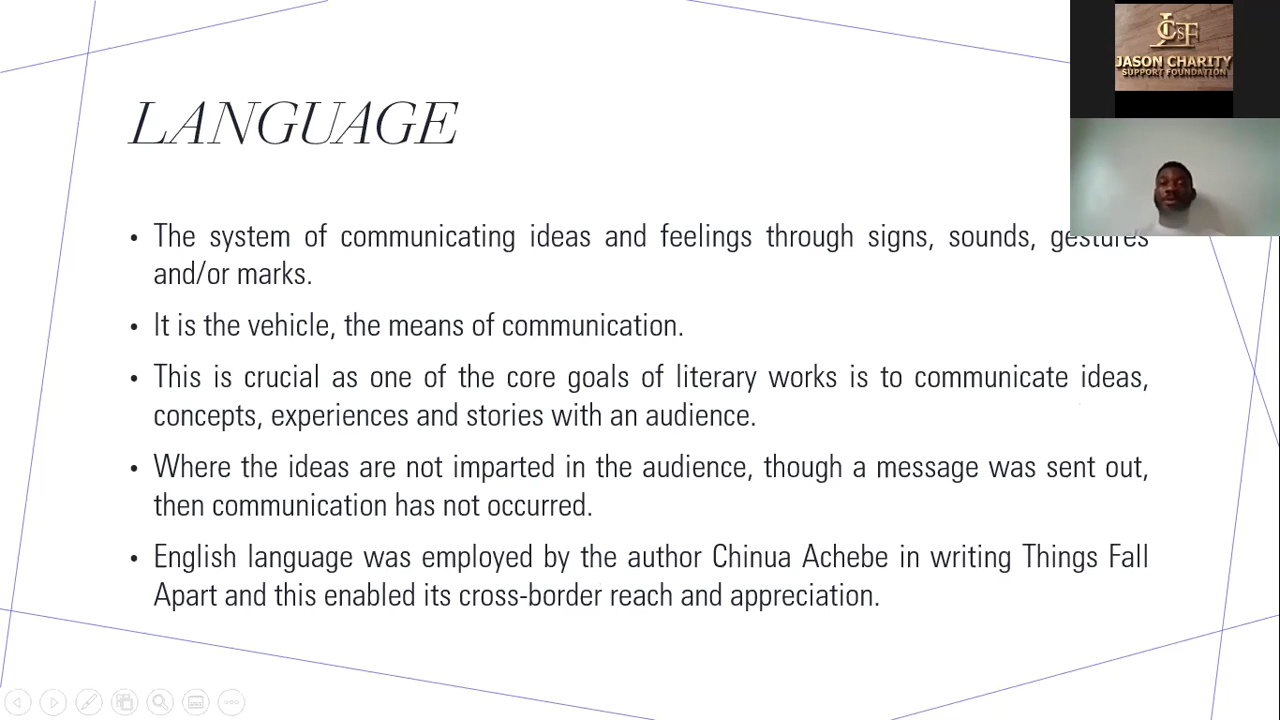 LANGUAGE
• The system of communicating ideas and feelings through signs, sounds, gestures
and/or marks.
• It is the vehicle, the means of communication.
• This is crucial as one of the core goals of literary works is to communicate ideas,
concepts, experiences and stories with an audience.
• Where the ideas are not imparted in the audience, though a message was sent out,
then communication has not occurred.
• English language was employed by the author Chinua Achebe in writing Things Fall
Apart and this enabled its cross-border reach and appreciation.
JCSF
JASON CHARITY
SUPPORT FOUNDATION